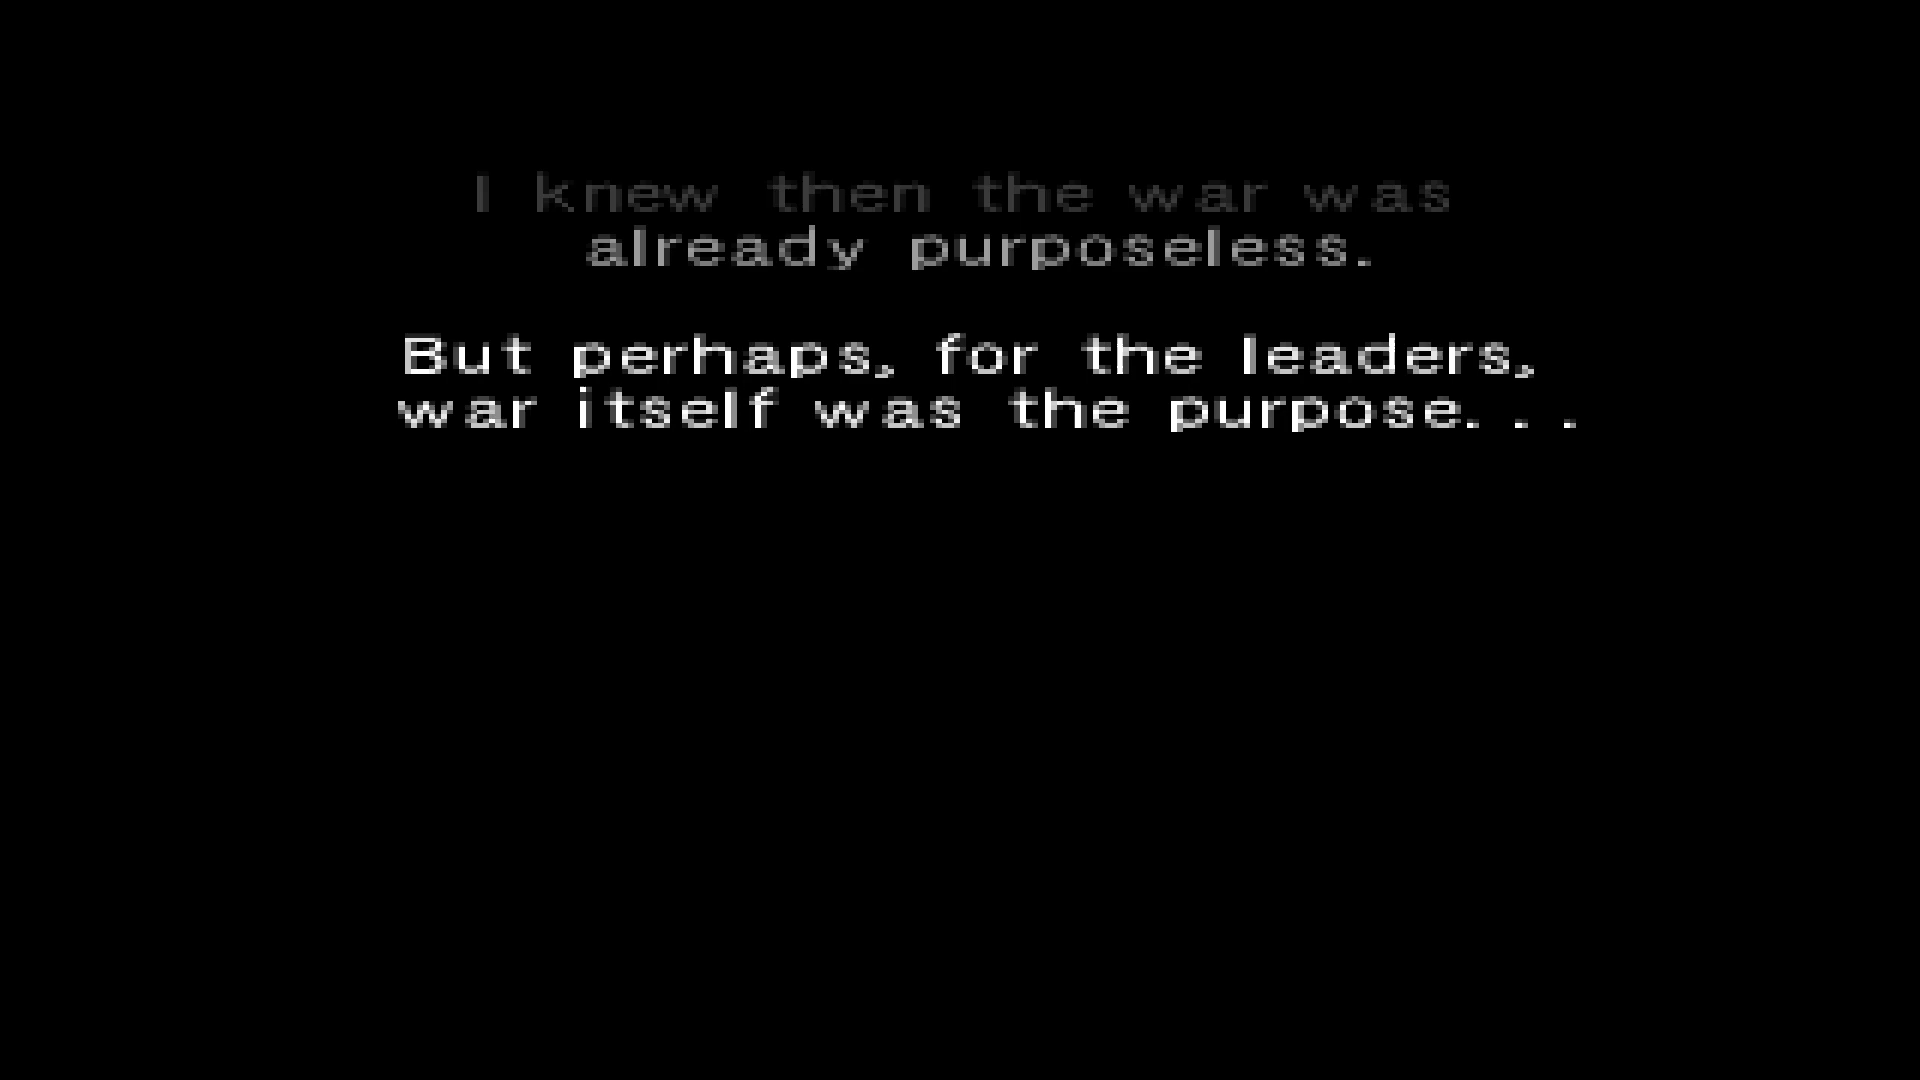 I knew then the war was
already purposeless.
But perhaps, for the leaders,
war itself was the purpose...